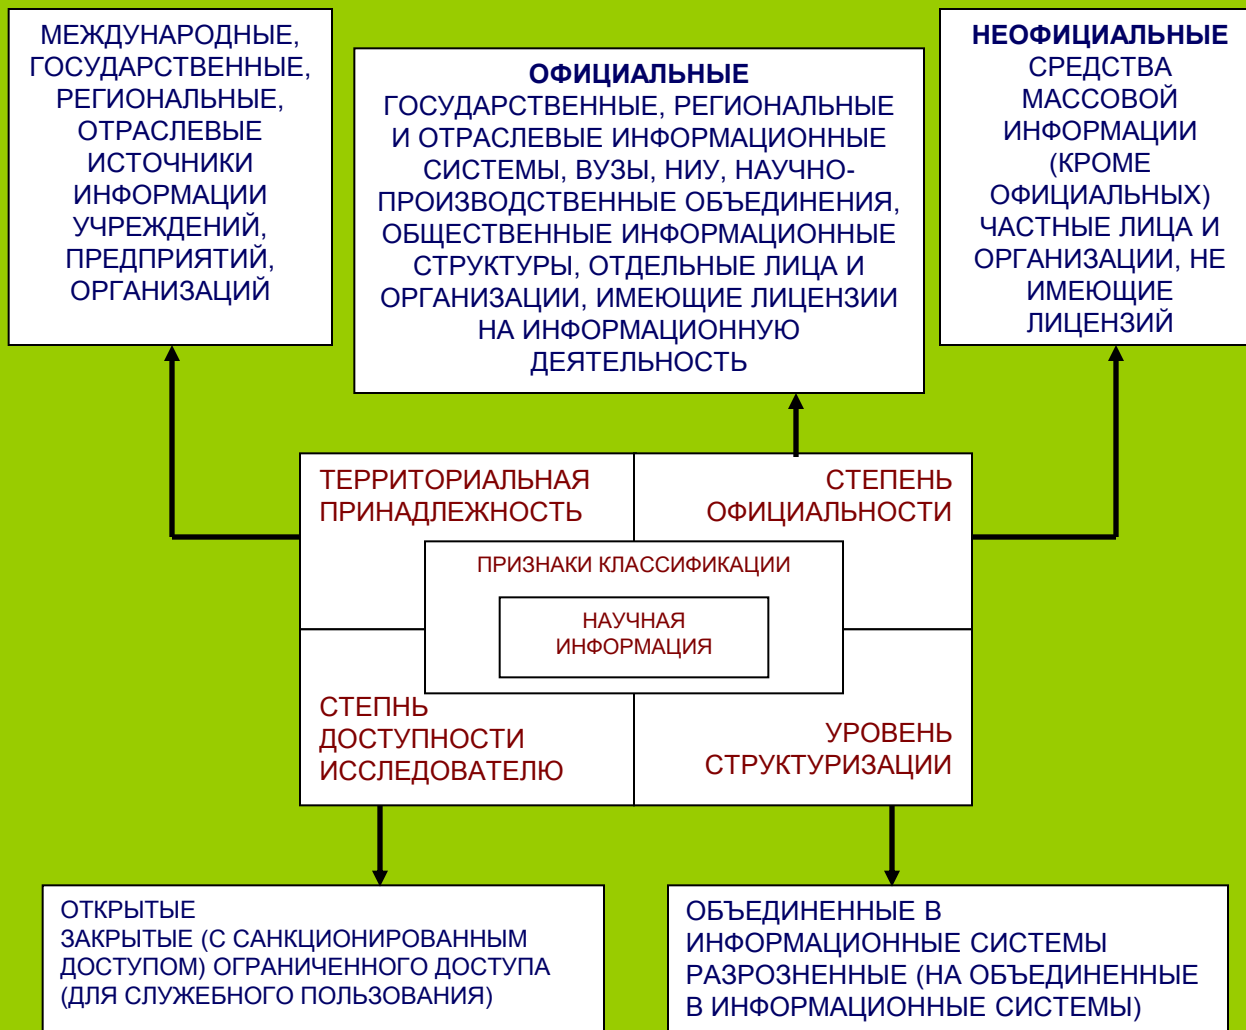 МЕЖДУНАРОДНЫЕ,
ГОСУДАРСТВЕННЫЕ,
РЕГИОНАЛЬНЫЕ,
ОТРАСЛЕВЫЕ
ИСТОЧНИКИ
ИНФОРМАЦИИ
УЧРЕЖДЕНИЙ,
ПРЕДПРИЯТИЙ,
ОРГАНИЗАЦИЙ
ОФИЦИАЛЬНЫЕ
ГОСУДАРСТВЕННЫЕ, РЕГИОНАЛЬНЫЕ
И ОТРАСЛЕВЫЕ ИНФОРМАЦИОННЫЕ
СИСТЕМЫ, ВУЗЫ, НИУ, НАУЧНО-
ПРОИЗВОДСТВЕННЫЕ ОБЪЕДИНЕНИЯ,
ОБЩЕСТВЕННЫЕ ИНФОРМАЦИОННЫЕ
СТРУКТУРЫ, ОТДЕЛЬНЫЕ ЛИЦА И
ОРГАНИЗАЦИИ, ИМЕЮЩИЕ ЛИЦЕНЗИИ
НА ИНФОРМАЦИОННУЮ
ДЕЯТЕЛЬНОСТЬ
НЕОФИЦИАЛЬНЫЕ
СРЕДСТВА
МАССОВОЙ
ИНФОРМАЦИИ
(КРОМЕ
ОФИЦИАЛЬНЫХ)
ЧАСТНЫЕ ЛИЦА И
ОРГАНИЗАЦИИ, НЕ
ИМЕЮЩИЕ
ЛИЦЕНЗИЙ
ТЕРРИТОРИАЛЬНАЯ
ПРИНАДЛЕЖНОСТЬ
СТЕПЕНЬ
ОФИЦИАЛЬНОСТИ
ПРИЗНАКИ КЛАССИФИКАЦИИ
НАУЧНАЯ
ИНФОРМАЦИЯ
СТЕПНЬ
ДОСТУПНОСТИ
ИССЛЕДОВАТЕЛЮ
УРОВЕНЬ
СТРУКТУРИЗАЦИИ
ОТКРЫТЫЕ
ЗАКРЫТЫЕ (С САНКЦИОНИРОВАННЫМ
ДОСТУПОМ) ОГРАНИЧЕННОГО ДОСТУПА
(ДЛЯ СЛУЖЕБНОГО ПОЛЬЗОВАНИЯ)
ОБЪЕДИНЕННЫЕ В
ИНФОРМАЦИОННЫЕ СИСТЕМЫ
РАЗРОЗНЕННЫЕ (НА ОБЪЕДИНЕННЫЕ
В ИНФОРМАЦИОННЫЕ СИСТЕМЫ)